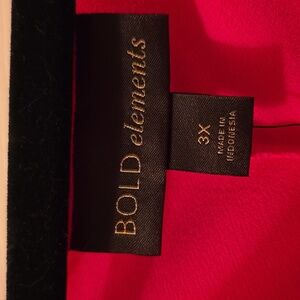 BOLD elements
3X
MADE IN
INDONESIA